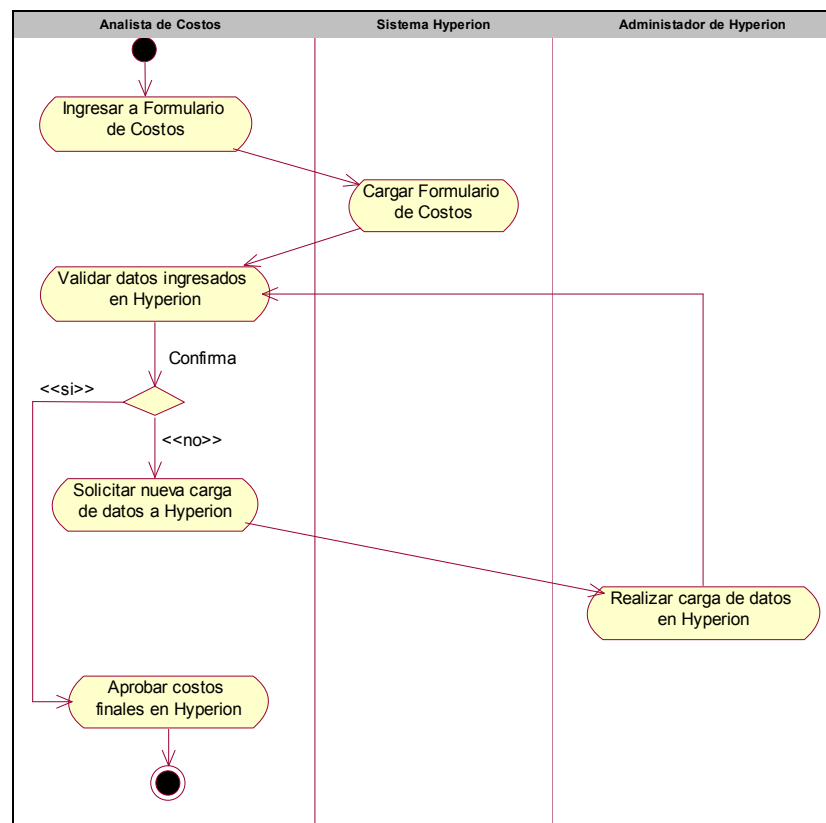 Analista de Costos
Sistema Hyperion
Administador de Hyperion
Ingresar a Formulario
de Costos
Cargar Formulario
de Costos
Validar datos ingresados
en Hyperion
Confirma
<<si>>
<<no>>
Solicitar nueva carga
de datos a Hyperion
Realizar carga de datos
en Hyperion
Aprobar costos
finales en Hyperion